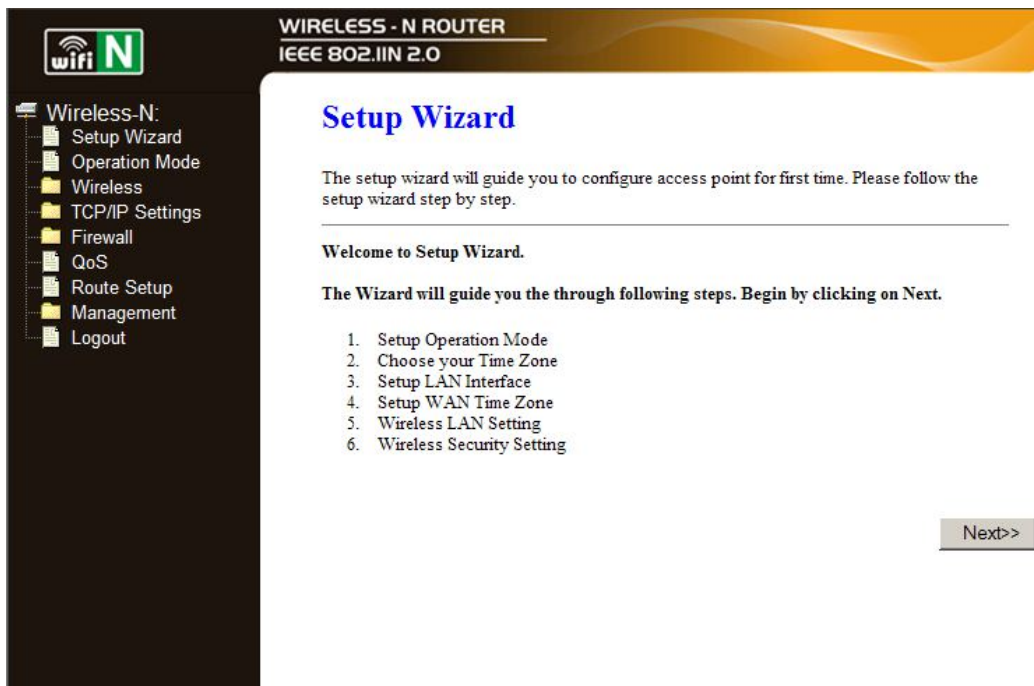 wifi N
WIRELESS - N ROUTER
IEEE 802.11N 2.0
Wireless-N:
Setup Wizard
Operation Mode
Wireless
TCP/IP Settings
Firewall
QoS
Route Setup
Management
Logout
Setup Wizard
The setup wizard will guide you to configure access point for first time. Please follow the
setup wizard step by step.
Welcome to Setup Wizard.
The Wizard will guide you the through following steps. Begin by clicking on Next.
1. Setup Operation Mode
2. Choose your Time Zone
3. Setup LAN Interface
4. Setup WAN Time Zone
5. Wireless LAN Setting
6. Wireless Security Setting
Next>>